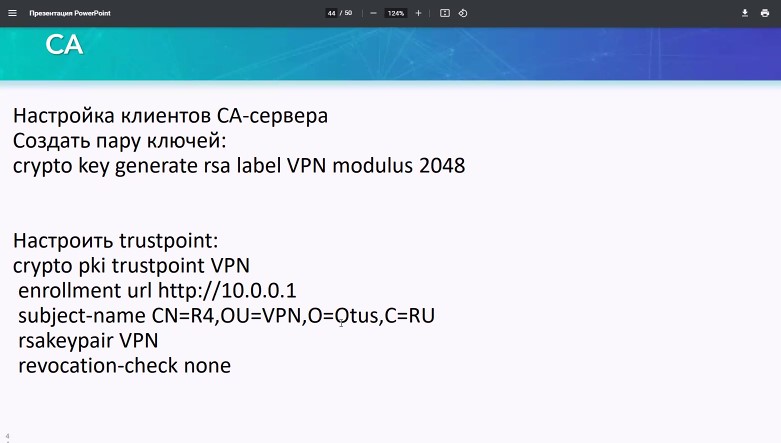 Презентация PowerPoint
44 / 50
124%
CA
Настройка клиентов CA-сервера
Создать пару ключей:
crypto key generate rsa label VPN modulus 2048
Настроить trustpoint:
crypto pki trustpoint VPN
enrollment url http://10.0.0.1
subject-name CN=R4,OU=VPN,O=Otus,C=RU
rsakeypair VPN
revocation-check none
4